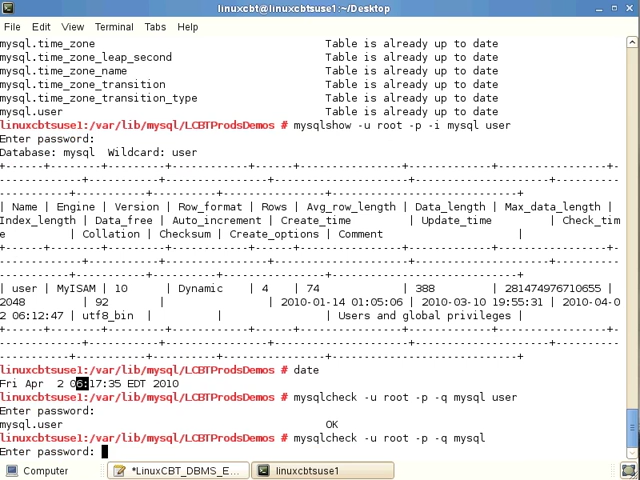 linuxcbt@linuxcbtsuse1:~/Desktop
File Edit View Terminal Tabs Help
mysql.time_zone Table is already up to date
mysql.time_zone_leap_second Table is already up to date
mysql.time_zone_name Table is already up to date
mysql.time_zone_transition Table is already up to date
mysql.time_zone_transition_type Table is already up to date
mysql.user Table is already up to date
linuxcbtsuse1:/var/lib/mysql/LCBTProdsDemos # mysqlshow -u root -p -i mysql user
Enter password:
Database: mysql Wildcard: user
+------+--------+---------+------------+------+----------------+-------------+-
----------------+--------------+-----------+----------------+---------------------+---
| Name | Engine | Version | Row_format | Rows | Avg_row_length | Data_length | Max_data_length |
Index_length | Data_free | Auto_increment | Create_time | Update_time | Check_tim
e | Collation | Checksum | Create_options | Comment |
| user | MyISAM | 10 | Dynamic | 4 | 74 | 388 | 281474976710655 |
2048 | 92 | | 2010-01-14 01:05:06 | 2010-03-10 19:55:31 | 2010-04-0
2 06:12:47 | utf8_bin | | | Users and global privileges |
linuxcbtsuse1:/var/lib/mysql/LCBTProdsDemos # date
Fri Apr 2 06:17:35 EDT 2010
linuxcbtsuse1:/var/lib/mysql/LCBTProdsDemos # mysqlcheck -u root -p -q mysql user
Enter password:
mysql.user OK
linuxcbtsuse1:/var/lib/mysql/LCBTProdsDemos # mysqlcheck -u root -p -q mysql
Enter password:
Computer *LinuxCBT_DBMS_E... linuxcbtsuse1